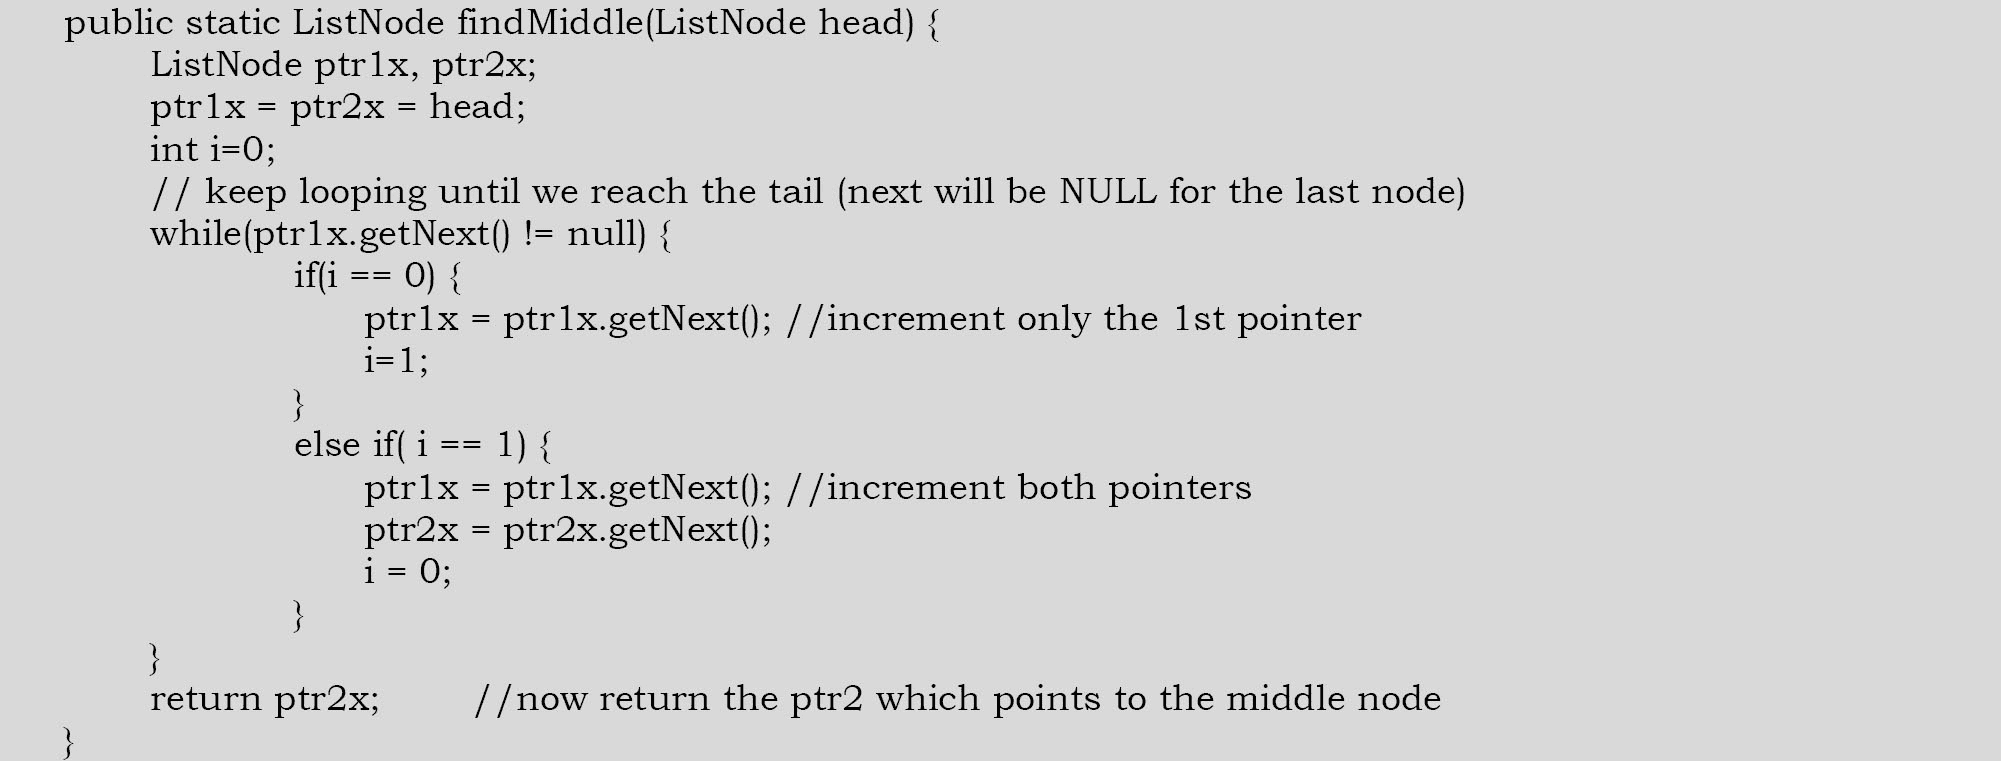 public static ListNode findMiddle(ListNode head) {
ListNode ptr1x, ptr2x;
ptr1x = ptr2x = head;
int i=0;
// keep looping until we reach the tail (next will be NULL for the last node)
while(ptr1x.getNext() != null) {
if(i == 0) {
ptr1x = ptr1x.getNext(); //increment only the 1st pointer
i=1;
}
else if( i == 1) {
ptr1x = ptr1x.getNext(); //increment both pointers
ptr2x = ptr2x.getNext();
i = 0;
}
}
return ptr2x; //now return the ptr2 which points to the middle node
}